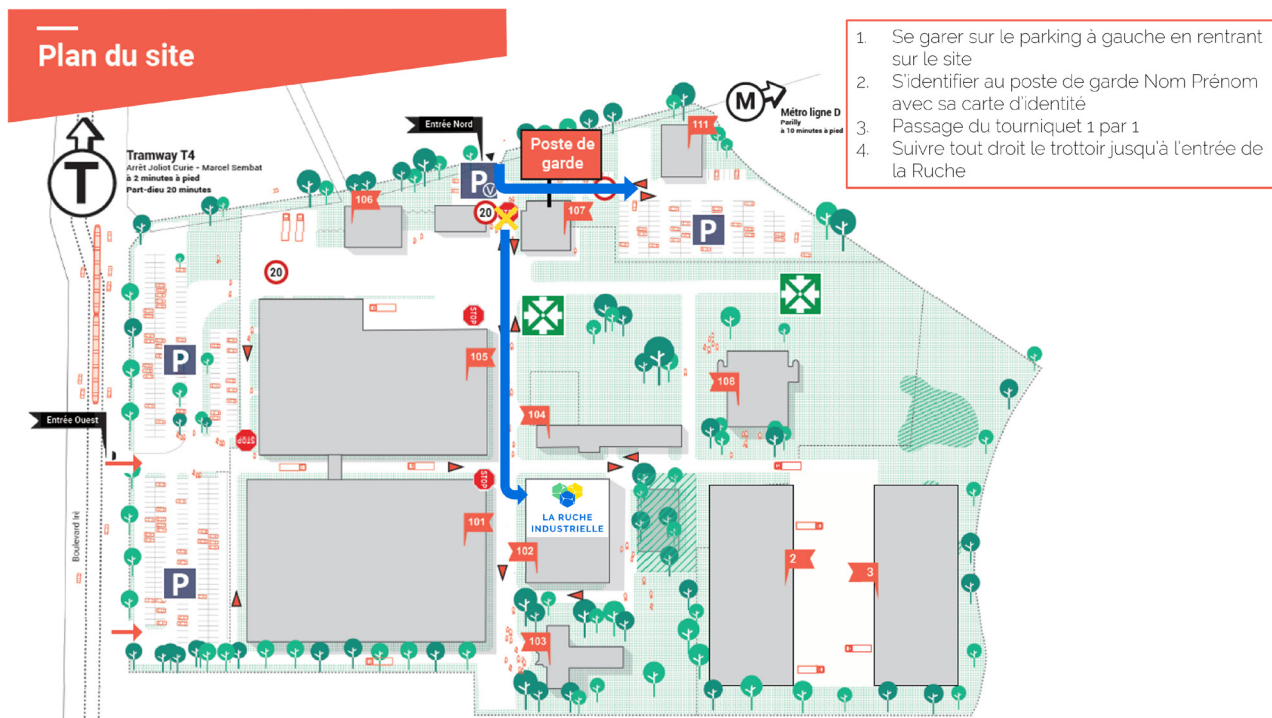 Plan du site
1. Se garer sur le parking à gauche en rentrant
sur le site
2. S'identifier au poste de garde Nom Prénom
avec sa carte d'identité
3. Passage du tourniquet 1 par 1
4. Suivre tout droit le trottoir jusqu'à l'entrée de
la Ruche
M
Métro ligne D
Parilly
à 10 minutes à pied
T
Tramway T4
Arrêt Joliot Curie - Marcel Sembat
à 2 minutes à pied
Part-dieu 20 minutes
Entrée Nord
Poste de
garde
111
P
V
106
20
107
P
20
STOP
105
P
108
104
Entrée Ouest
STOP
STOP
LA RUCHE
INDUSTRIELLE
101
102
2
3
Boulevard Iré
P
103